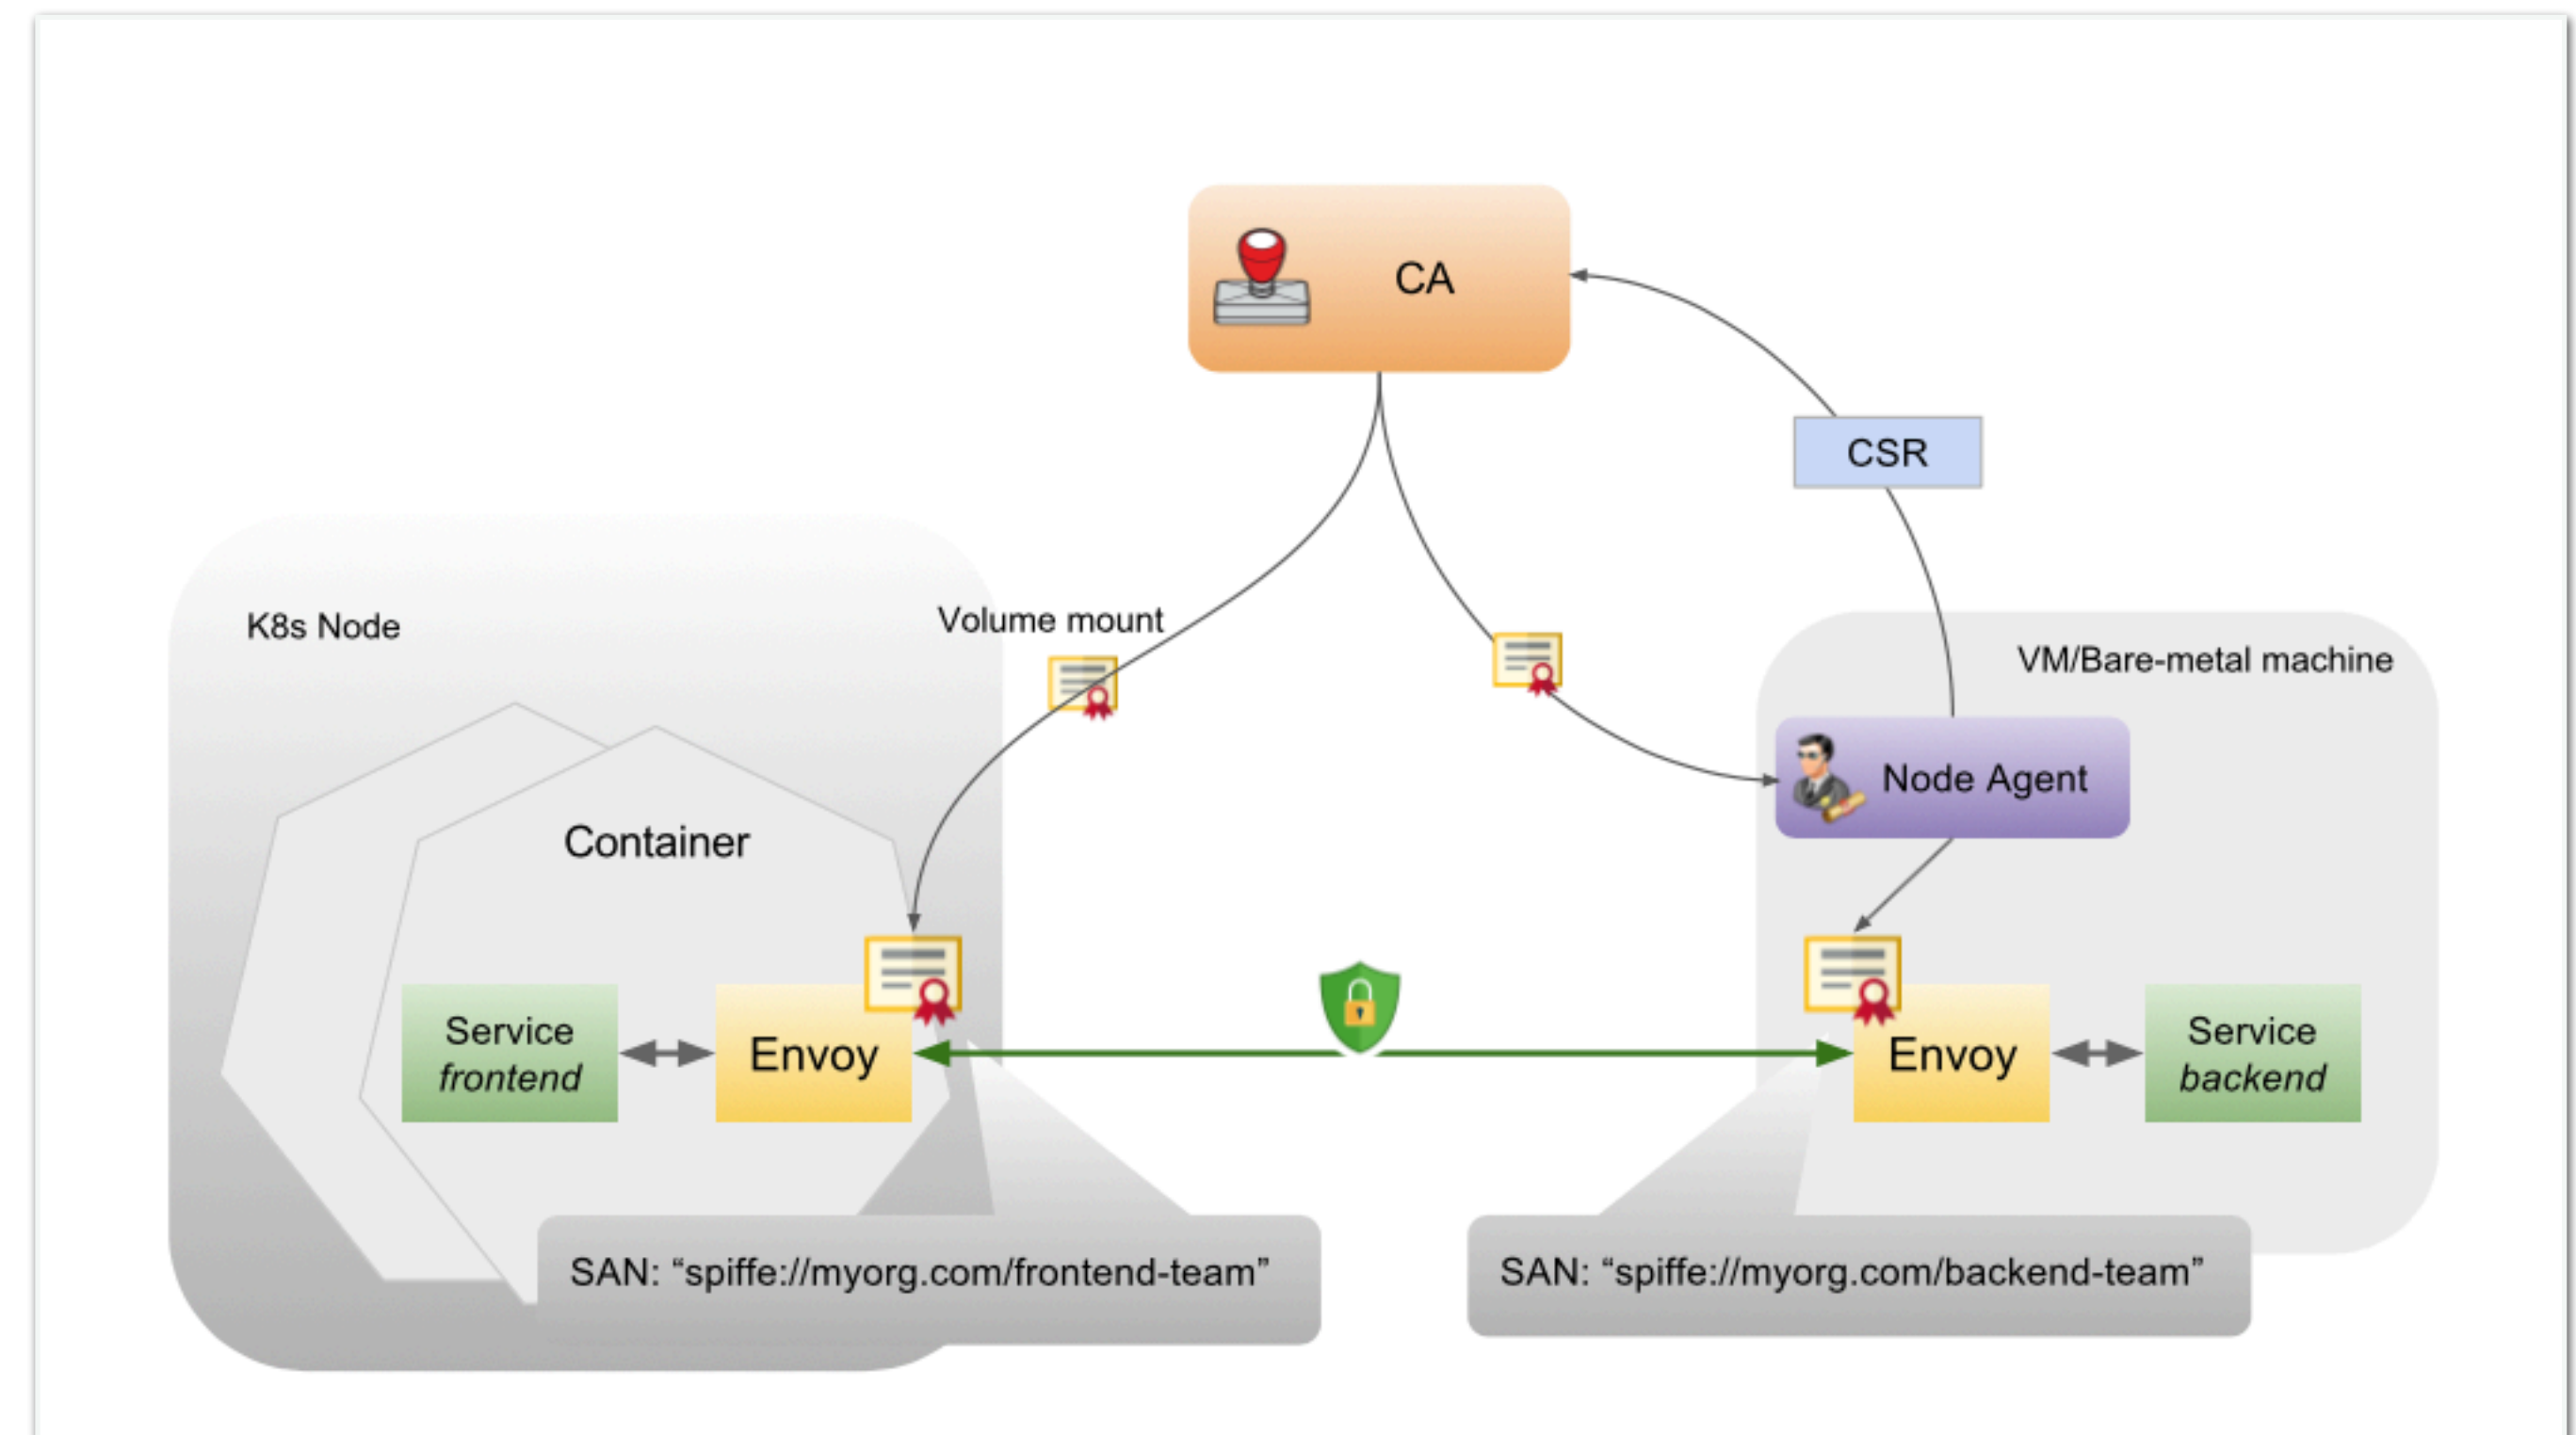 CA
CSR
K8s Node
Volume mount
VM/Bare-metal machine
Node Agent
Container
Service
frontend
Envoy
Envoy
Service
backend
SAN: “spiffe://myorg.com/frontend-team”
SAN: “spiffe://myorg.com/backend-team”